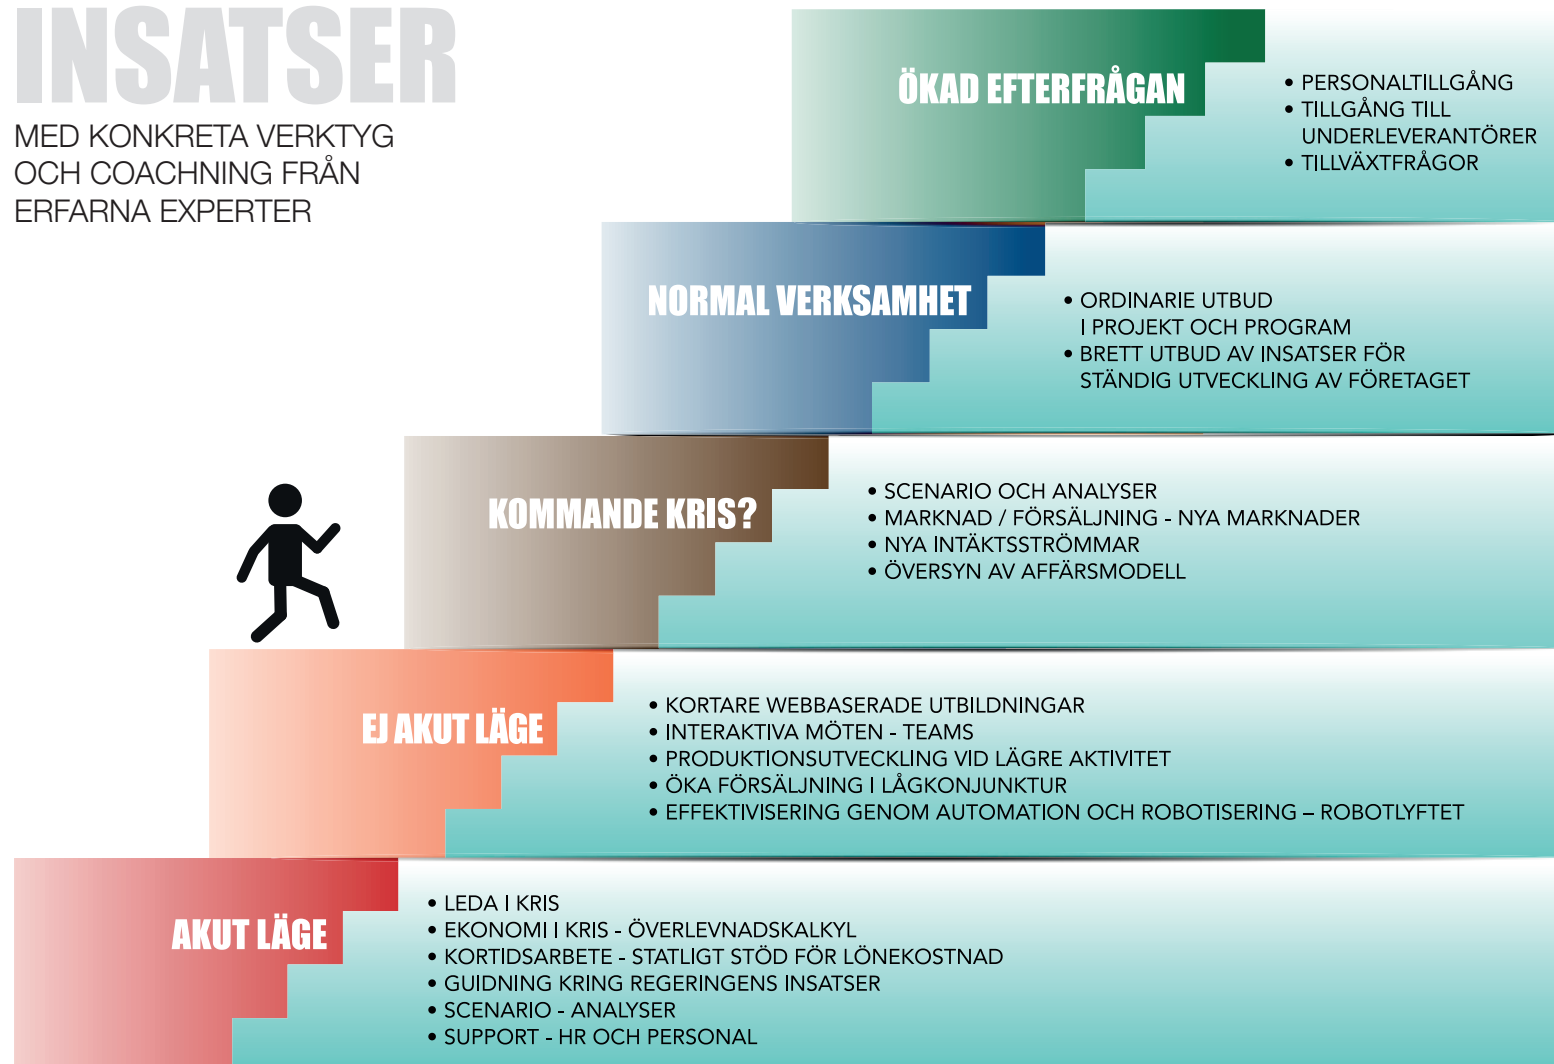 INSATSER
MED KONKRETA VERKTYG
OCH COACHNING FRÅN
ERFARNA EXPERTER
ÖKAD EFTERFRÅGAN
• PERSONALTILLGÅNG
• TILLGÅNG TILL
UNDERLEVERANTÖRER
• TILLVÄXTFRÅGOR
NORMAL VERKSAMHET
• ORDINARIE UTBUD
I PROJEKT OCH PROGRAM
• BRETT UTBUD AV INSATSER FÖR
STÄNDIG UTVECKLING AV FÖRETAGET
KOMMANDE KRIS?
• SCENARIO OCH ANALYSER
• MARKNAD / FÖRSÄLJNING - NYA MARKNADER
• NYA INTÄKTSSTRÖMMAR
• ÖVERSYN AV AFFÄRSMODELL
EJ AKUT LÄGE
• KORTARE WEBBASERADE UTBILDNINGAR
• INTERAKTIVA MÖTEN - TEAMS
• PRODUKTIONSUTVECKLING VID LÄGRE AKTIVITET
• ÖKA FÖRSÄLJNING I LÅGKONJUNKTUR
• EFFEKTIVISERING GENOM AUTOMATION OCH ROBOTISERING – ROBOTLYFTET
AKUT LÄGE
• LEDA I KRIS
• EKONOMI I KRIS - ÖVERLEVNADSKALKYL
• KORTIDSARBETE - STATLIGT STÖD FÖR LÖNEKOSTNAD
• GUIDNING KRING REGERINGENS INSATSER
• SCENARIO - ANALYSER
• SUPPORT - HR OCH PERSONAL